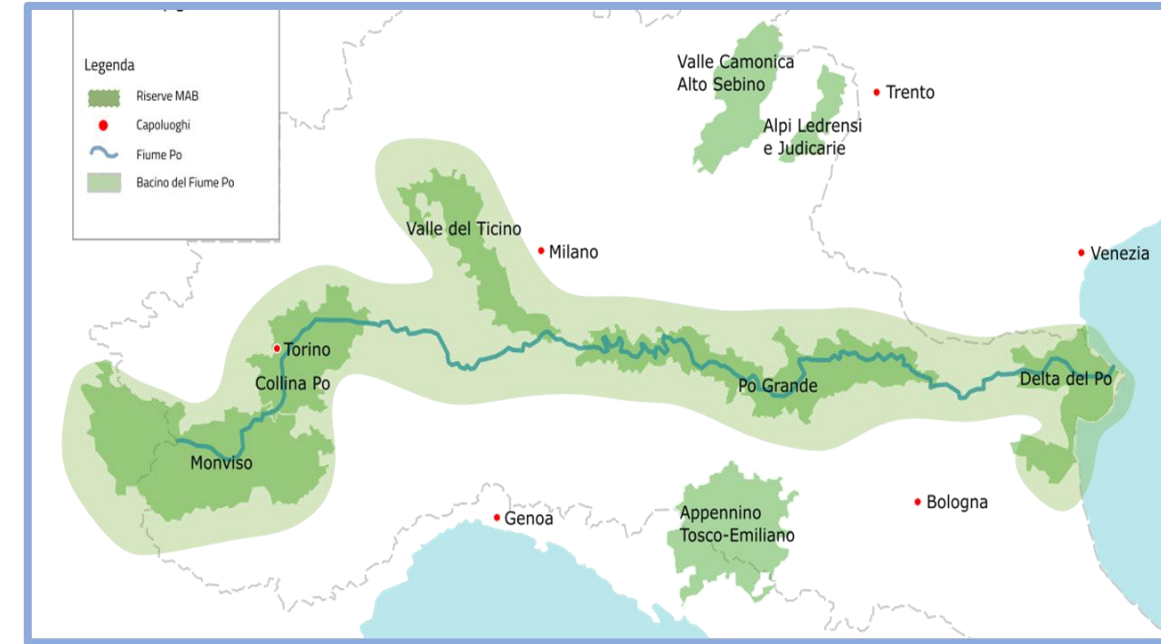 Legenda
Riserve MAB
Capoluoghi
Fiume Po
Bacino del Fiume Po
Valle Camonica
Alto Sebino
Trento
Alpi Ledrensi
e Judicarie
Valle del Ticino
Milano
Venezia
Torino
Collina Po
Po Grande
Delta del Po
Monviso
Genoa
Appennino
Tosco-Emiliano
Bologna